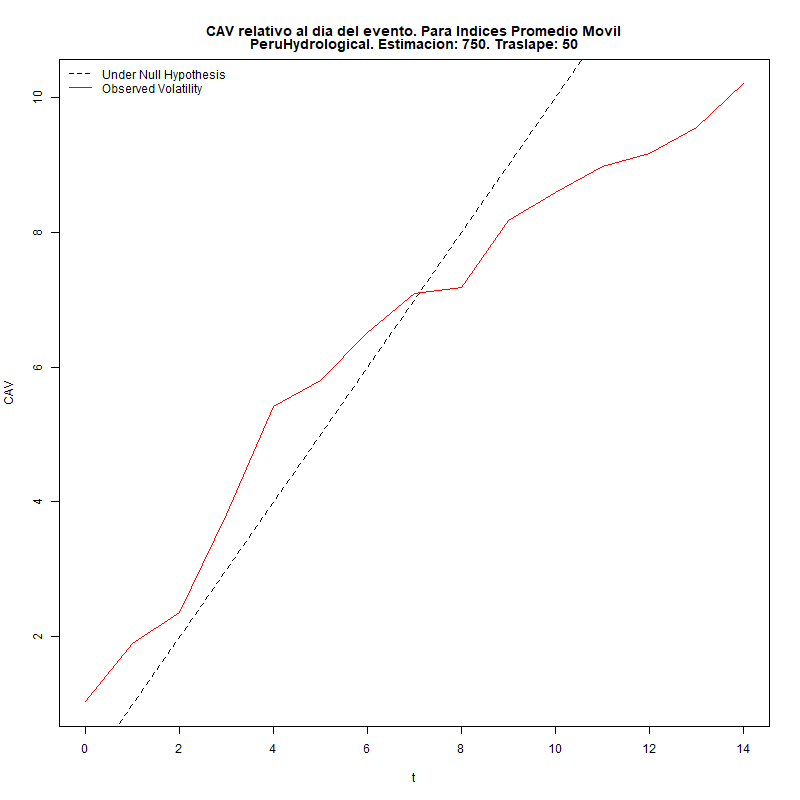 CAV relativo al dia del evento. Para Indices Promedio Movil
PeruHydrological. Estimacion: 750. Traslape: 50
Under Null Hypothesis
Observed Volatility
10
8
6
4
2
CAV
0 2 4 6 8 10 12 14
t